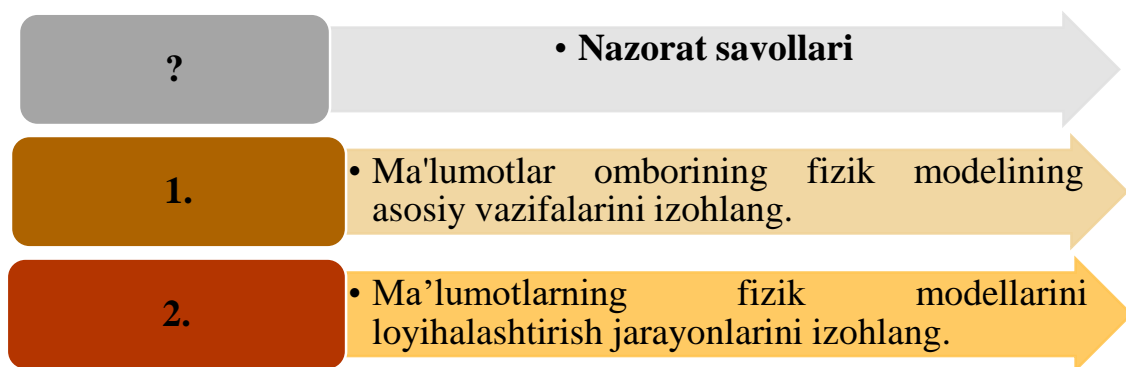 ?
• Nazorat savollari
1.
• Ma'lumotlar omborining fizik modelining
asosiy vazifalarini izohlang.
2.
• Ma’lumotlarning fizik modellarini
loyihalashtirish jarayonlarini izohlang.